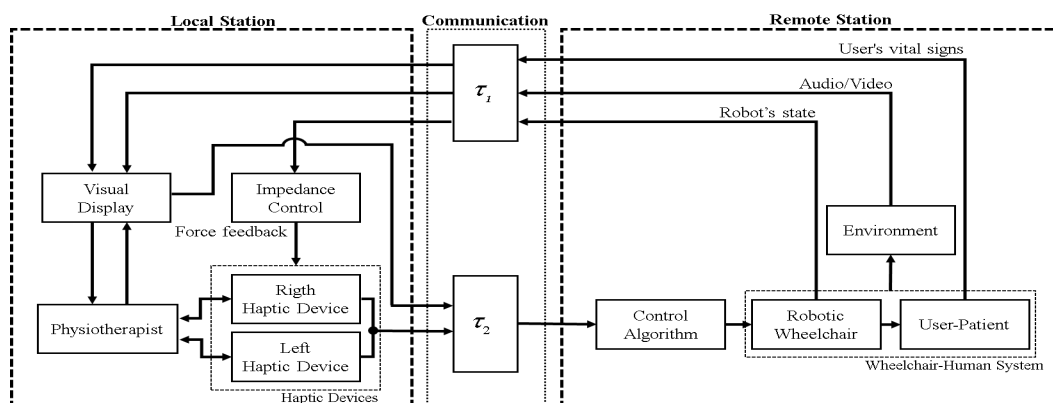 Local Station
Communication
Remote Station
User's vital signs
Audio/Video
Robot's state
τ1
Visual
Display
Impedance
Control
Force feedback
Environment
Physiotherapist
Rigth
Haptic Device
Left
Haptic Device
Haptic Devices
τ2
Control
Algorithm
Robotic
Wheelchair
User-Patient
Wheelchair-Human System